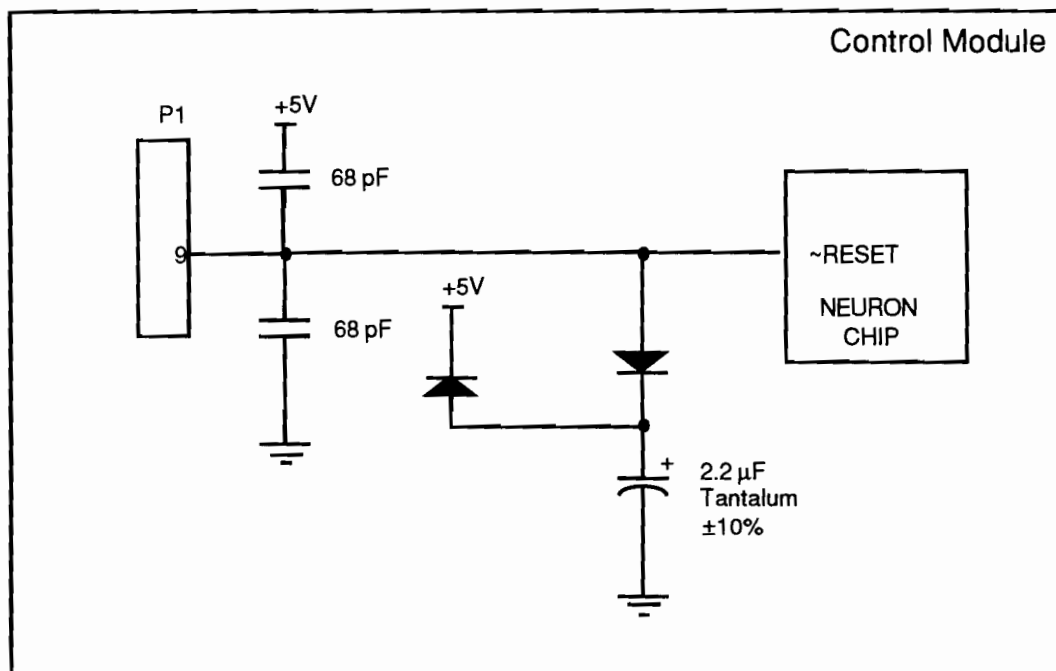 Control Module
P1
+5V
68 pF
9
~RESET
+5V
NEURON
CHIP
68 pF
+
2.2 µF
Tantalum
±10%